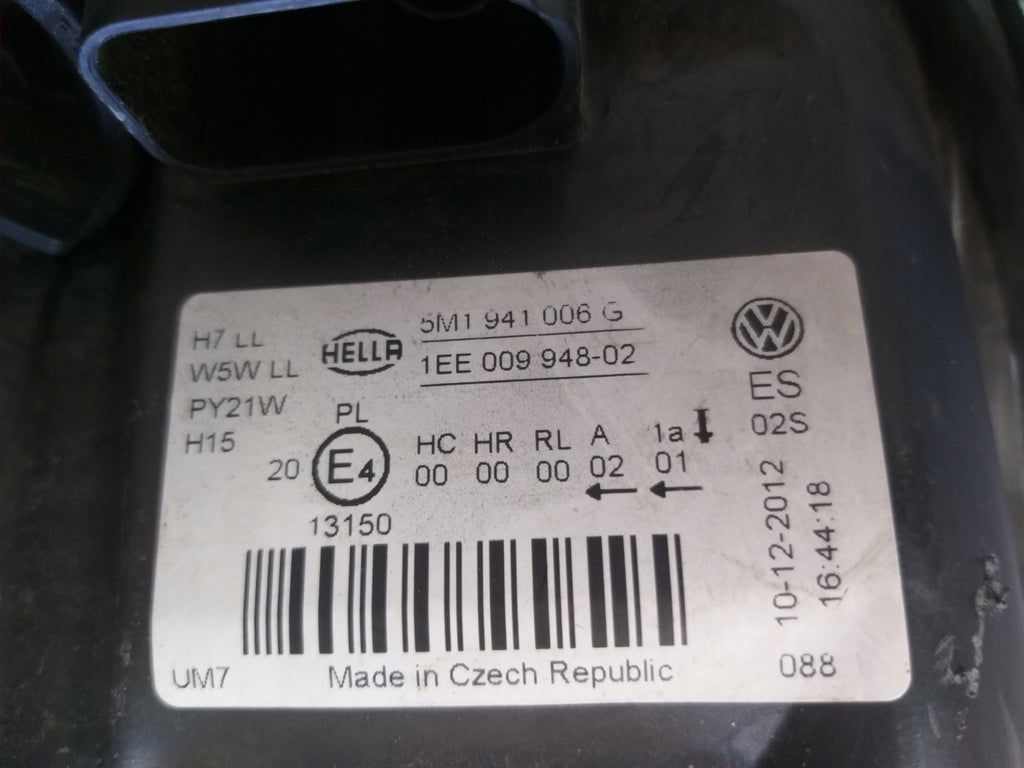 H7 LL
W5W LL
PY21W
H15
HELLA
5M1 941 006 G
1EE 009 948-02
PL
20 E4
13150
HC HR RL A 1a
00 00 00 02 01
VW
ES
02S
10-12-2012
16:44:18
088
UM7
Made in Czech Republic